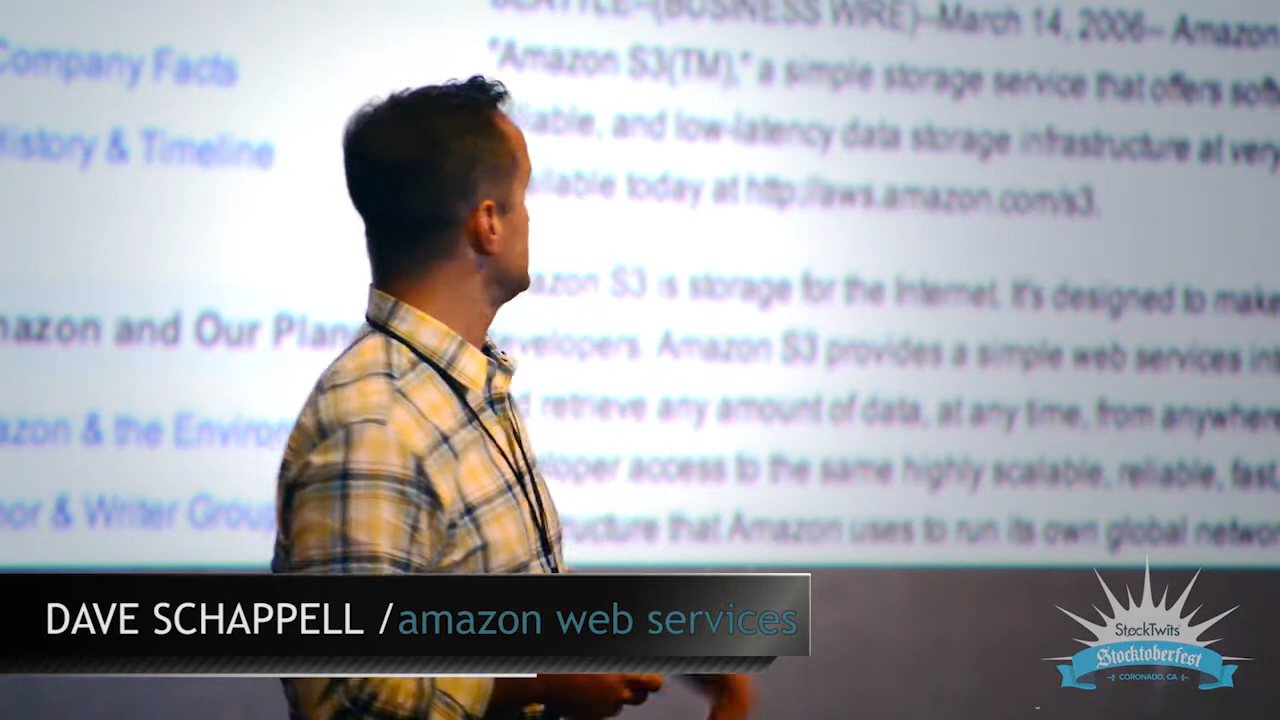 Company Facts
History & Timeline
mazon and Our Plan
azon & the Environ
hor & Writer Group
SEATTLE--(BUSINESS WIRE)--March 14, 2006-- Amazon
"Amazon S3(TM)," a simple storage service that offers soft
liable, and low-latency data storage infrastructure at very
ailable today at http://aws.amazon.com/s3.
azon S3 is storage for the Internet. It's designed to make
evelopers. Amazon S3 provides a simple web services int
d retrieve any amount of data, at any time, from anywhere
eloper access to the same highly scalable, reliable, fast,
ructure that Amazon uses to run its own global networ
DAVE SCHAPPELL / amazon web services
StockTwits
Stocktoberfest
CORONADO, CA